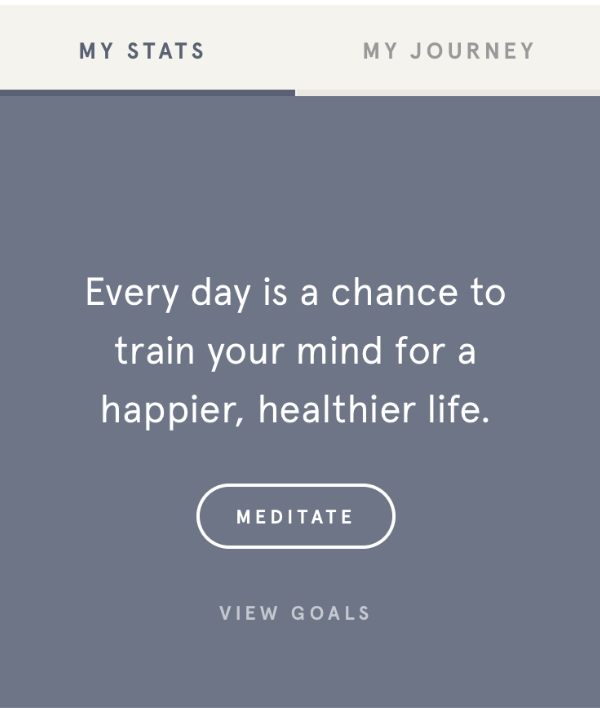 MY STATS
MY JOURNEY
Every day is a chance to
train your mind for a
happier, healthier life.
MEDITATE
VIEW GOALS